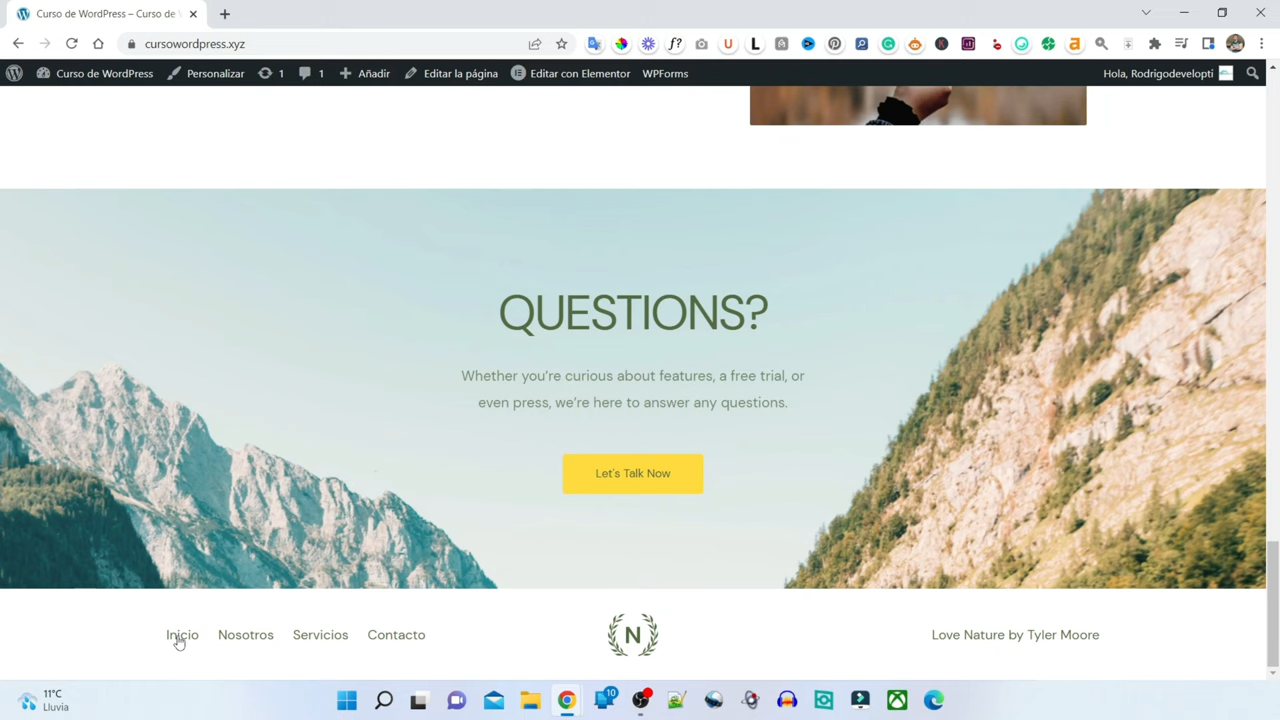 Curso de WordPress – Curso de
cursowordpress.xyz
Curso de WordPress
Personalizar
1
1
Añadir
Editar la página
Editar con Elementor
WPForms
Hola, Rodrigodevelopti
QUESTIONS?
Whether you're curious about features, a free trial, or
even press, we're here to answer any questions.
Let's Talk Now
Inicio
Nosotros
Servicios
Contacto
N
Love Nature by Tyler Moore
11°C
Lluvia
10